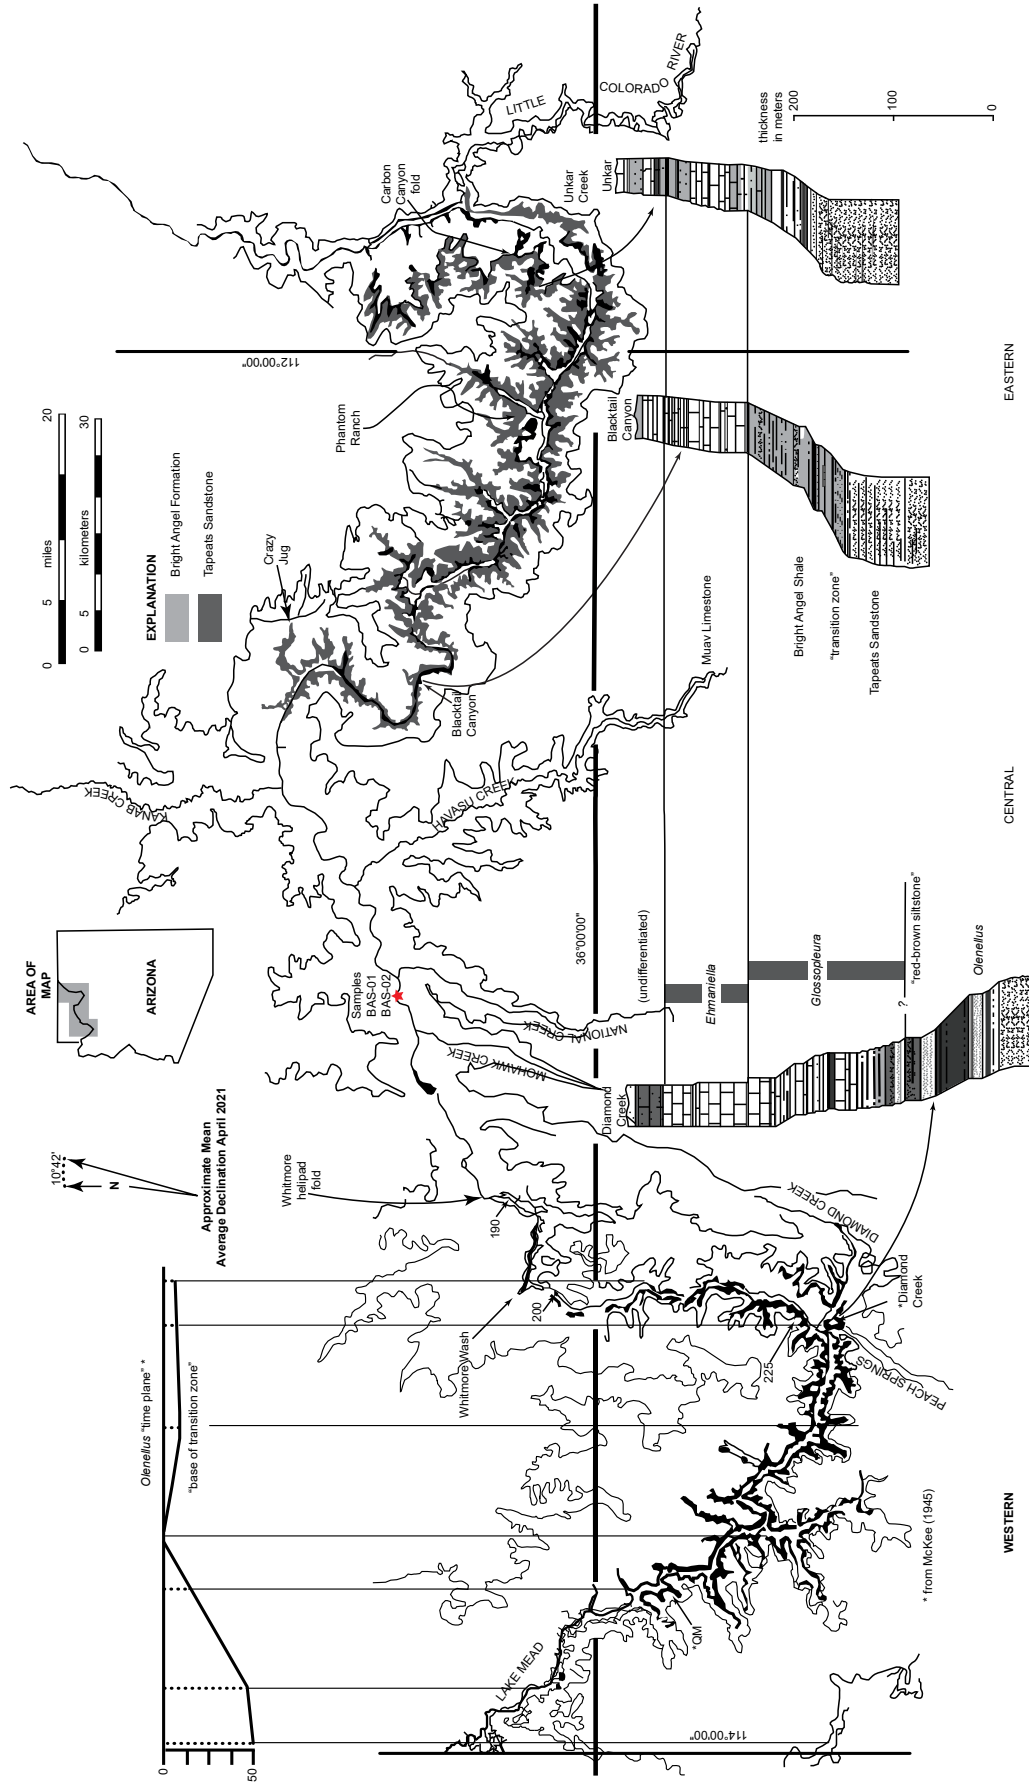 0
50
Olenellus "time plane" *
"base of transition zone"
10°42'
N
Approximate Mean
Average Declination April 2021
AREA OF
MAP
ARIZONA
0
5
20
miles
0
5
30
kilometers
EXPLANATION
Bright Angel Formation
Tapeats Sandstone
LAKE MEAD
*QM
114°00'00"
Whitmore Wash
200
190
225
Whitmore
helipad
fold
PEACH SPRINGS
*Diamond
Creek
DIAMOND CREEK
MOHAWK CREEK
NATIONAL CREEK
Samples
BAS-01
BAS-02
HAVASU CREEK
KANAB CREEK
36°00'00"
Blacktail
Canyon
Crazy
Jug
Phantom
Ranch
112°00'00"
Carbon
Canyon
fold
Unkar
Creek
LITTLE
COLORADO
RIVER
Diamond
Creek
(undifferentiated)
Ehmaniella
Glossopleura
?
"red-brown siltstone"
Olenellus
Muav Limestone
Bright Angel Shale
"transition zone"
Tapeats Sandstone
Blacktail
Canyon
Unkar
thickness
in meters
200
100
0
* from McKee (1945)
WESTERN
CENTRAL
EASTERN